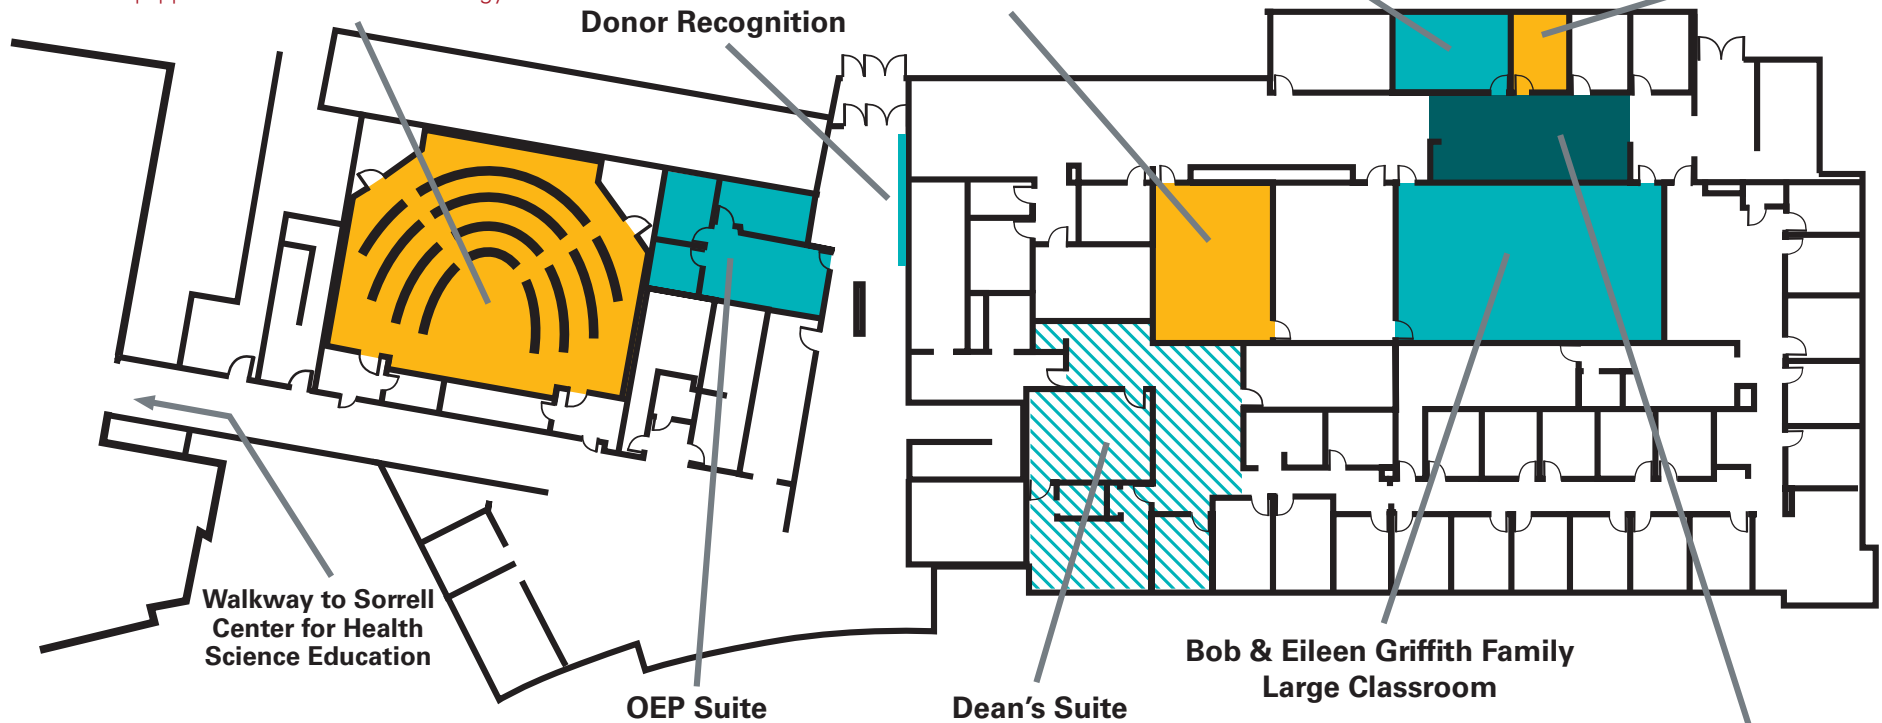 Donor Recognition
Walkway to Sorrell
Center for Health
Science Education
OEP Suite
Dean’s Suite
Bob & Eileen Griffith Family
Large Classroom